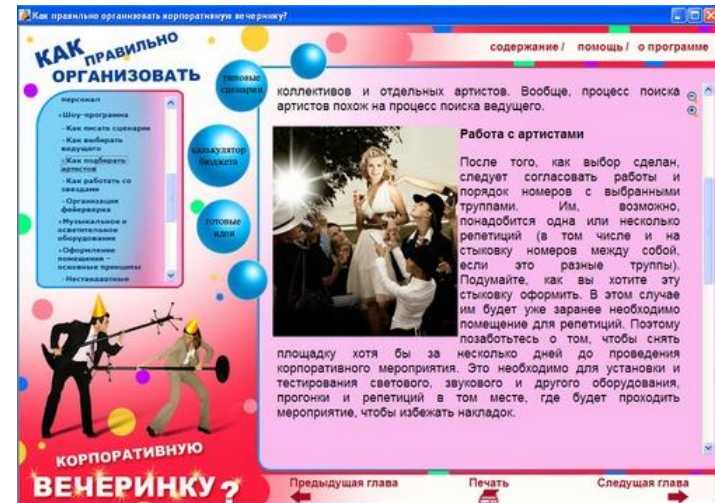 Как правильно организовать корпоративную вечеринку?
КАК
ПРАВИЛЬНО
ОРГАНИЗОВАТЬ
содержание / помощь / о программе
типовые
сценарии
калькулятор
бюджета
готовые
идеи
персонал
Шоу-программа
- Как писать сценарии
- Как выбирать
ведущего
- Как подбирать
артистов
- Как работать со
звездами
- Организация
фейерверка
Музыкальное и
осветительное
оборудование
Оформление
помещения –
основные принципы
- Нестандартные
коллективов и отдельных артистов. Вообще, процесс поиска
артистов похож на процесс поиска ведущего.
Работа с артистами
После того, как выбор сделан,
следует согласовать работы и
порядок номеров с выбранными
труппами. Им, возможно,
понадобится одна или несколько
репетиций (в том числе и на
стыковку номеров между собой,
если это разные труппы).
Подумайте, как вы хотите эту
стыковку оформить. В этом случае
им будет уже заранее необходимо
помещение для репетиций. Поэтому
позаботьтесь о том, чтобы снять
площадку хотя бы за несколько дней до проведения
корпоративного мероприятия. Это необходимо для установки и
тестирования светового, звукового и другого оборудования,
прогонки и репетиций в том месте, где будет проходить
мероприятие, чтобы избежать накладок.
КОРПОРАТИВНУЮ
ВЕЧЕРИНКУ?
Предыдущая глава
Печать
Следущая глава